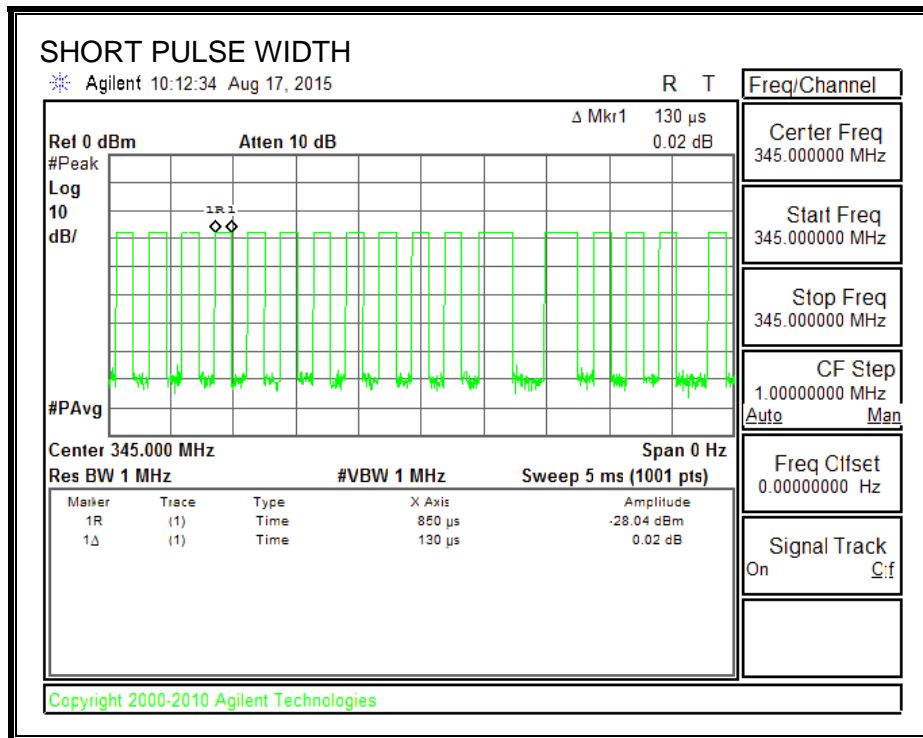 SHORT PULSE WIDTH
Agilent 10:12:34 Aug 17, 2015 R T
Freq/Channel
Δ Mkr1 130 µs
Ref 0 dBm Atten 10 dB 0.02 dB
#Peak
Log
10
dB/
1R 1
#PAvg
Center 345.000 MHz Span 0 Hz
Res BW 1 MHz #VBW 1 MHz Sweep 5 ms (1001 pts)
Marker Trace Type X Axis Amplitude
1R (1) Time 850 µs -28.04 dBm
1Δ (1) Time 130 µs 0.02 dB
Center Freq
345.000000 MHz
Start Freq
345.000000 MHz
Stop Freq
345.000000 MHz
CF Step
1.00000000 MHz
Auto Man
Freq Offset
0.00000000 Hz
Signal Track
On Off
Copyright 2000-2010 Agilent Technologies